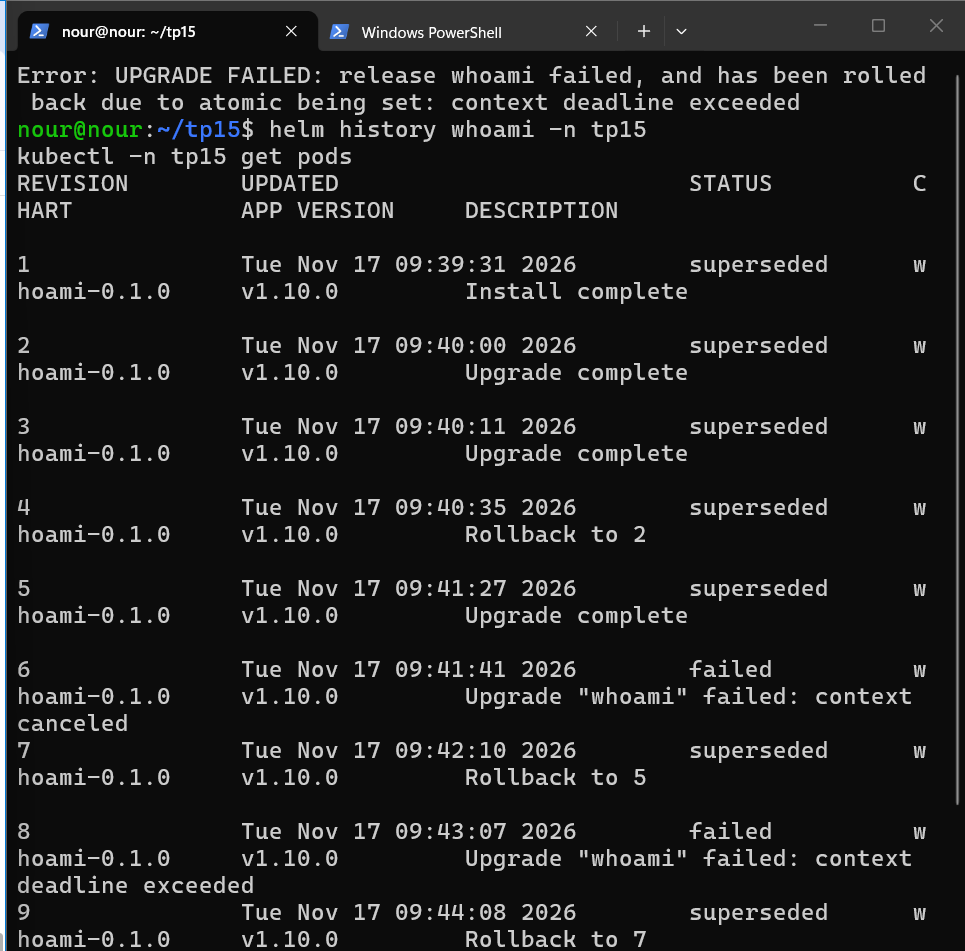 nour@nour: ~/tp15
Windows PowerShell
Error: UPGRADE FAILED: release whoami failed, and has been rolled
 back due to atomic being set: context deadline exceeded
nour@nour:~/tp15$ helm history whoami -n tp15
kubectl -n tp15 get pods
REVISION        UPDATED                         STATUS          C
HART            APP VERSION     DESCRIPTION
1               Tue Nov 17 09:39:31 2026        superseded      w
hoami-0.1.0     v1.10.0         Install complete
2               Tue Nov 17 09:40:00 2026        superseded      w
hoami-0.1.0     v1.10.0         Upgrade complete
3               Tue Nov 17 09:40:11 2026        superseded      w
hoami-0.1.0     v1.10.0         Upgrade complete
4               Tue Nov 17 09:40:35 2026        superseded      w
hoami-0.1.0     v1.10.0         Rollback to 2
5               Tue Nov 17 09:41:27 2026        superseded      w
hoami-0.1.0     v1.10.0         Upgrade complete
6               Tue Nov 17 09:41:41 2026        failed          w
hoami-0.1.0     v1.10.0         Upgrade "whoami" failed: context
canceled
7               Tue Nov 17 09:42:10 2026        superseded      w
hoami-0.1.0     v1.10.0         Rollback to 5
8               Tue Nov 17 09:43:07 2026        failed          w
hoami-0.1.0     v1.10.0         Upgrade "whoami" failed: context
deadline exceeded
9               Tue Nov 17 09:44:08 2026        superseded      w
hoami-0.1.0     v1.10.0         Rollback to 7